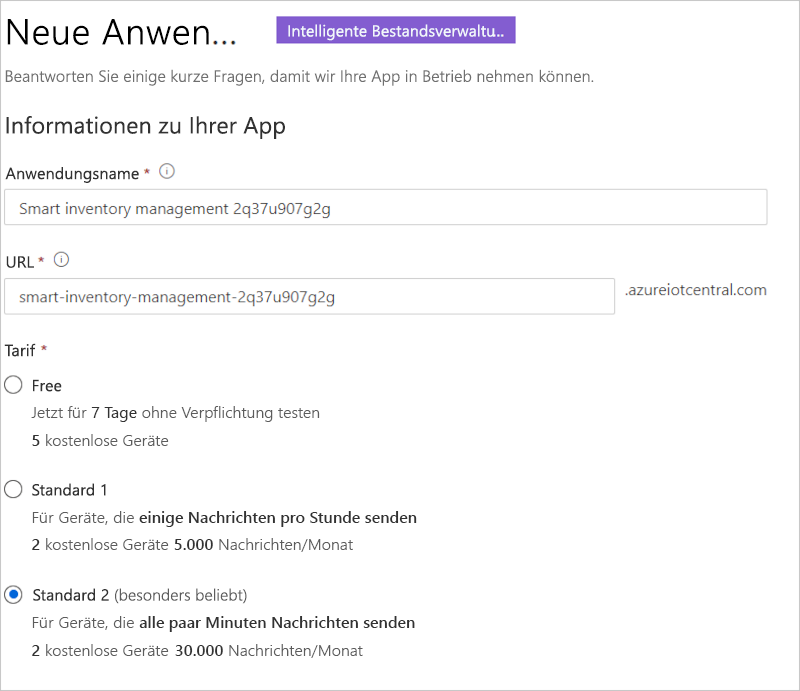 Neue Anwen...
Intelligente Bestandsverwaltu..
Beantworten Sie einige kurze Fragen, damit wir Ihre App in Betrieb nehmen können.
Informationen zu Ihrer App
Anwendungsname *
Smart inventory management 2q37u907g2g
URL *
smart-inventory-management-2q37u907g2g
.azureiotcentral.com
Tarif *
Free
Jetzt für 7 Tage ohne Verpflichtung testen
5 kostenlose Geräte
Standard 1
Für Geräte, die einige Nachrichten pro Stunde senden
2 kostenlose Geräte 5.000 Nachrichten/Monat
Standard 2 (besonders beliebt)
Für Geräte, die alle paar Minuten Nachrichten senden
2 kostenlose Geräte 30.000 Nachrichten/Monat